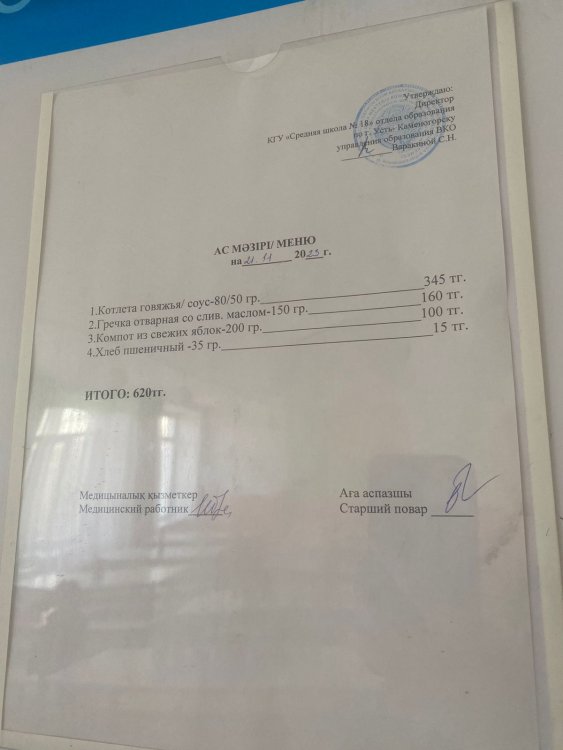 Утверждаю:
Директор
КГУ «Средняя школа № 18» отдела образования
по г. Усть- Каменогорску
управления образования ВКО
Варакиной С.Н.
АС МӘЗІРІ/ МЕНЮ
на 21.11 2023г.
1.Котлета говяжья/ соус-80/50 гр. 345 тг.
2.Гречка отварная со слив. маслом-150 гр. 160 тг.
3.Компот из свежих яблок-200 гр. 100 тг.
4.Хлеб пшеничный -35 гр. 15 тг.
ИТОГО: 620тг.
Медициналық қызметкер
Медицинский работник
Аға аспазшы
Старший повар